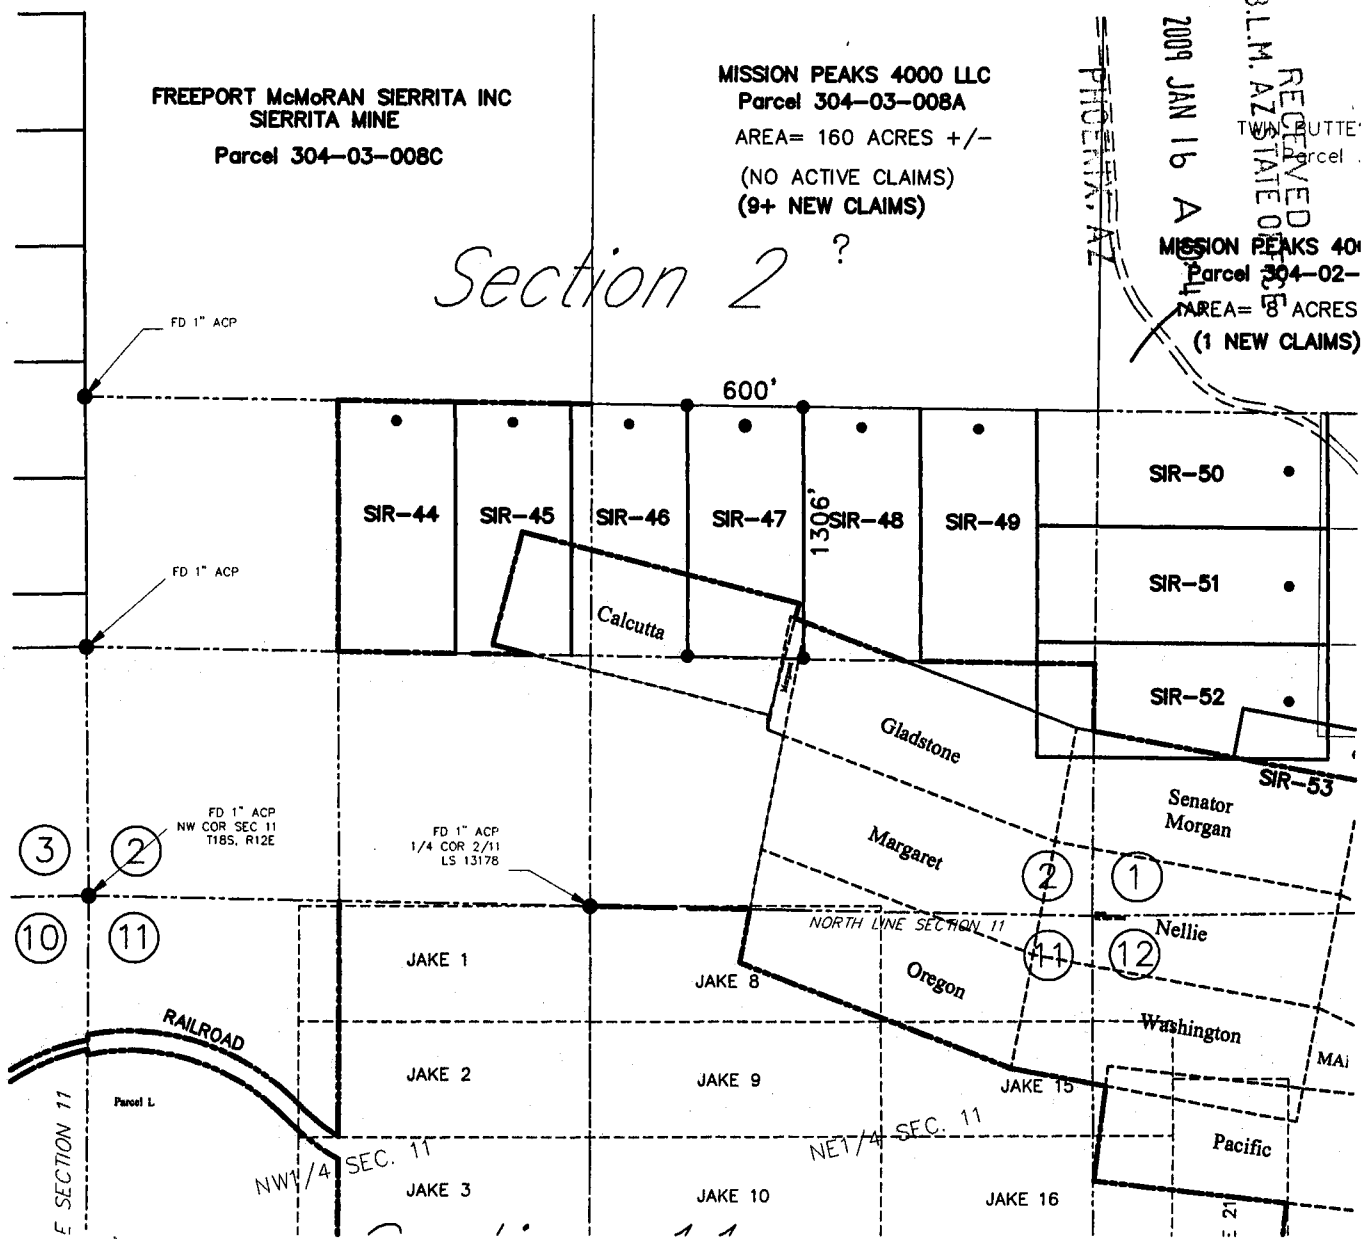 FREEPORT McMoRAN SIERRITA INC
SIERRITA MINE
Parcel 304-03-008C
MISSION PEAKS 4000 LLC
Parcel 304-03-008A
AREA= 160 ACRES +/-
(NO ACTIVE CLAIMS)
(9+ NEW CLAIMS)
?
Section 2
RECEIVED
B.L.M. AZ STATE OFFICE
2009 JAN 16 A
PHOENIX, AZ
TWIN BUTTE
Parcel
MISSION PEAKS 40
Parcel 304-02-
AREA= 8 ACRES
(1 NEW CLAIMS)
FD 1" ACP
600'
1306'
SIR-44
SIR-45
SIR-46
SIR-47
SIR-48
SIR-49
SIR-50
SIR-51
SIR-52
SIR-53
FD 1" ACP
Calcutta
Gladstone
Senator
Morgan
Margaret
Nellie
Oregon
Washington
MAI
Pacific
FD 1" ACP
NW COR SEC 11
T18S, R12E
FD 1" ACP
1/4 COR 2/11
LS 13178
3
2
10
11
2
1
11
12
NORTH LINE SECTION 11
JAKE 1
JAKE 8
JAKE 2
JAKE 9
JAKE 15
JAKE 3
JAKE 10
JAKE 16
RAILROAD
Parcel L
E SECTION 11
NW1/4 SEC. 11
NE1/4 SEC. 11
E 21